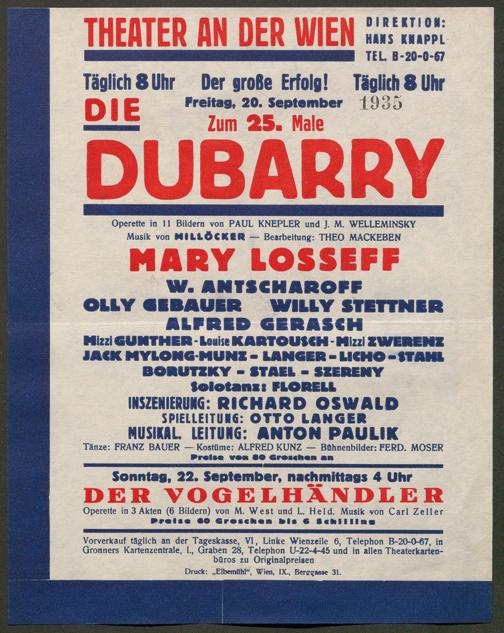 THEATER AN DER WIEN
DIREKTION:
HANS KNAPPL
TEL. B-20-0-67
Täglich 8 Uhr Der große Erfolg! Täglich 8 Uhr
Freitag, 20. September 1935
DIE
Zum 25. Male
DUBARRY
Operette in 11 Bildern von PAUL KNEPLER und J. M. WELLEMINSKY
Musik von MILLÖCKER — Bearbeitung: THEO MACKEBEN
MARY LOSSEFF
W. ANTSCHAROFF
OLLY GEBAUER WILLY STETTNER
ALFRED GERASCH
Mizzi GUNTHER - Louise KARTOUSCH - Mizzi ZWERENZ
JACK MYLONG-MUNZ - LANGER - LICHO - STAHL
BORUTZKY - STAEL - SZERENY
Solotanz: FLORELL
INSZENIERUNG: RICHARD OSWALD
SPIELLEITUNG: OTTO LANGER
MUSIKAL. LEITUNG: ANTON PAULIK
Tänze: FRANZ BAUER — Kostüme: ALFRED KUNZ — Bühnenbilder: FERD. MOSER
Preise von 80 Groschen an
Sonntag, 22. September, nachmittags 4 Uhr
DER VOGELHÄNDLER
Operette in 3 Akten (6 Bildern) von M. West und L. Held. Musik von Carl Zeller
Preise 60 Groschen bis 6 Schilling
Vorverkauf täglich an der Tageskasse, VI, Linke Wienzeile 6, Telephon B-20-0-67, in
Gronners Kartenzentrale, I., Graben 28, Telephon U-22-4-45 und in allen Theaterkarten-
büros zu Originalpreisen
Druck: „Elbemühl", Wien, IX., Berggasse 31.